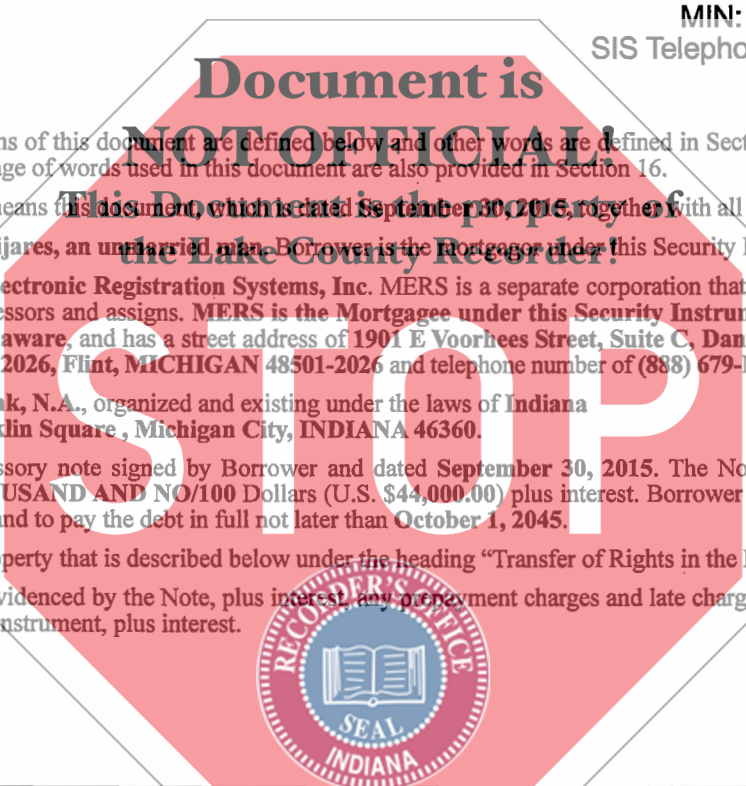 MIN:
SIS Telepho
Document is
NOT OFFICIAL!
This Document is the property of
the Lake County Recorder!
ns of this document are defined below and other words are defined in Sect
ge of words used in this document are also provided in Section 16.
neans this document, which is dated September 30, 2015, together with all
ijares, an unmarried man. Borrower is the mortgagor under this Security I
ectronic Registration Systems, Inc. MERS is a separate corporation that
essors and assigns. MERS is the Mortgagee under this Security Instrum
aware, and has a street address of 1901 E Voorhees Street, Suite C, Dan
2026, Flint, MICHIGAN 48501-2026 and telephone number of (888) 679-
STOP
k, N.A., organized and existing under the laws of Indiana
lin Square , Michigan City, INDIANA 46360.
ssory note signed by Borrower and dated September 30, 2015. The No
USAND AND NO/100 Dollars (U.S. $44,000.00) plus interest. Borrower
nd to pay the debt in full not later than October 1, 2045.
perty that is described below under the heading “Transfer of Rights in the
videnced by the Note, plus interest, any prepayment charges and late charg
nstrument, plus interest.
RECORDER'S OFFICE
SEAL
INDIANA